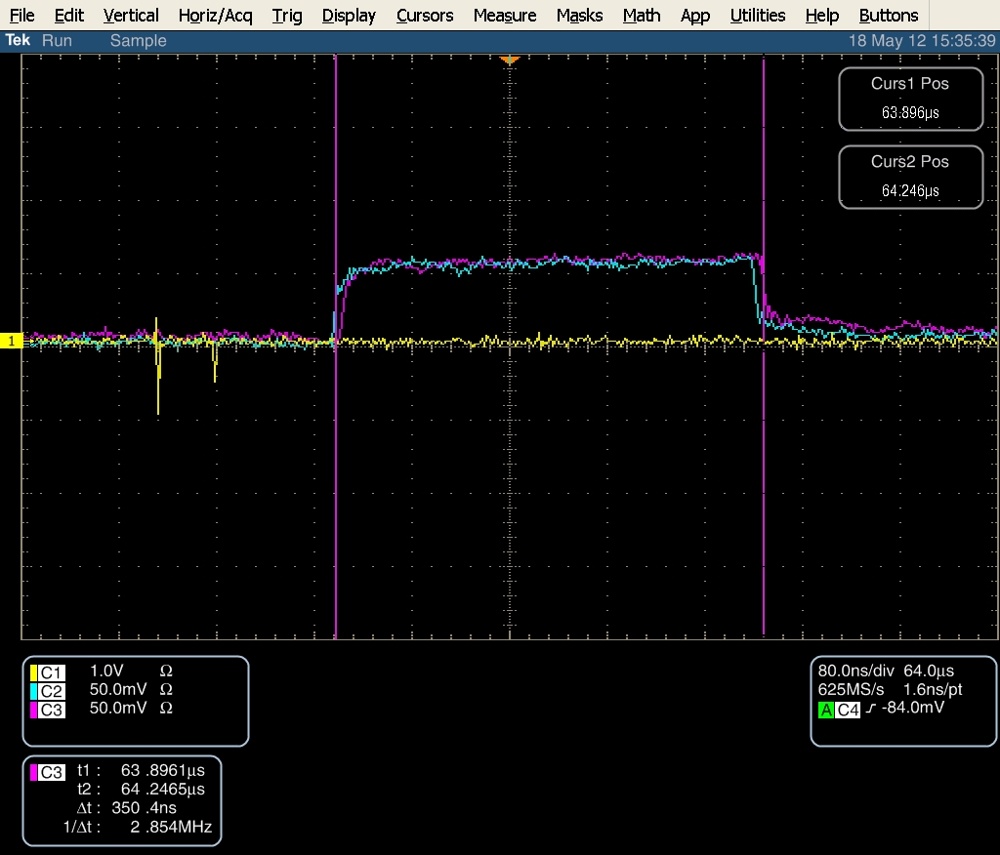 File Edit Vertical Horiz/Acq Trig Display Cursors Measure Masks Math App Utilities Help Buttons
Tek Run Sample 18 May 12 15:35:39
Curs1 Pos
63.896µs
Curs2 Pos
64.246µs
1
C1 1.0V Ω
C2 50.0mV Ω
C3 50.0mV Ω
80.0ns/div 64.0µs
625MS/s 1.6ns/pt
A C4 -84.0mV
C3 t1 : 63 .8961µs
t2 : 64 .2465µs
Δt : 350 .4ns
1/Δt : 2 .854MHz